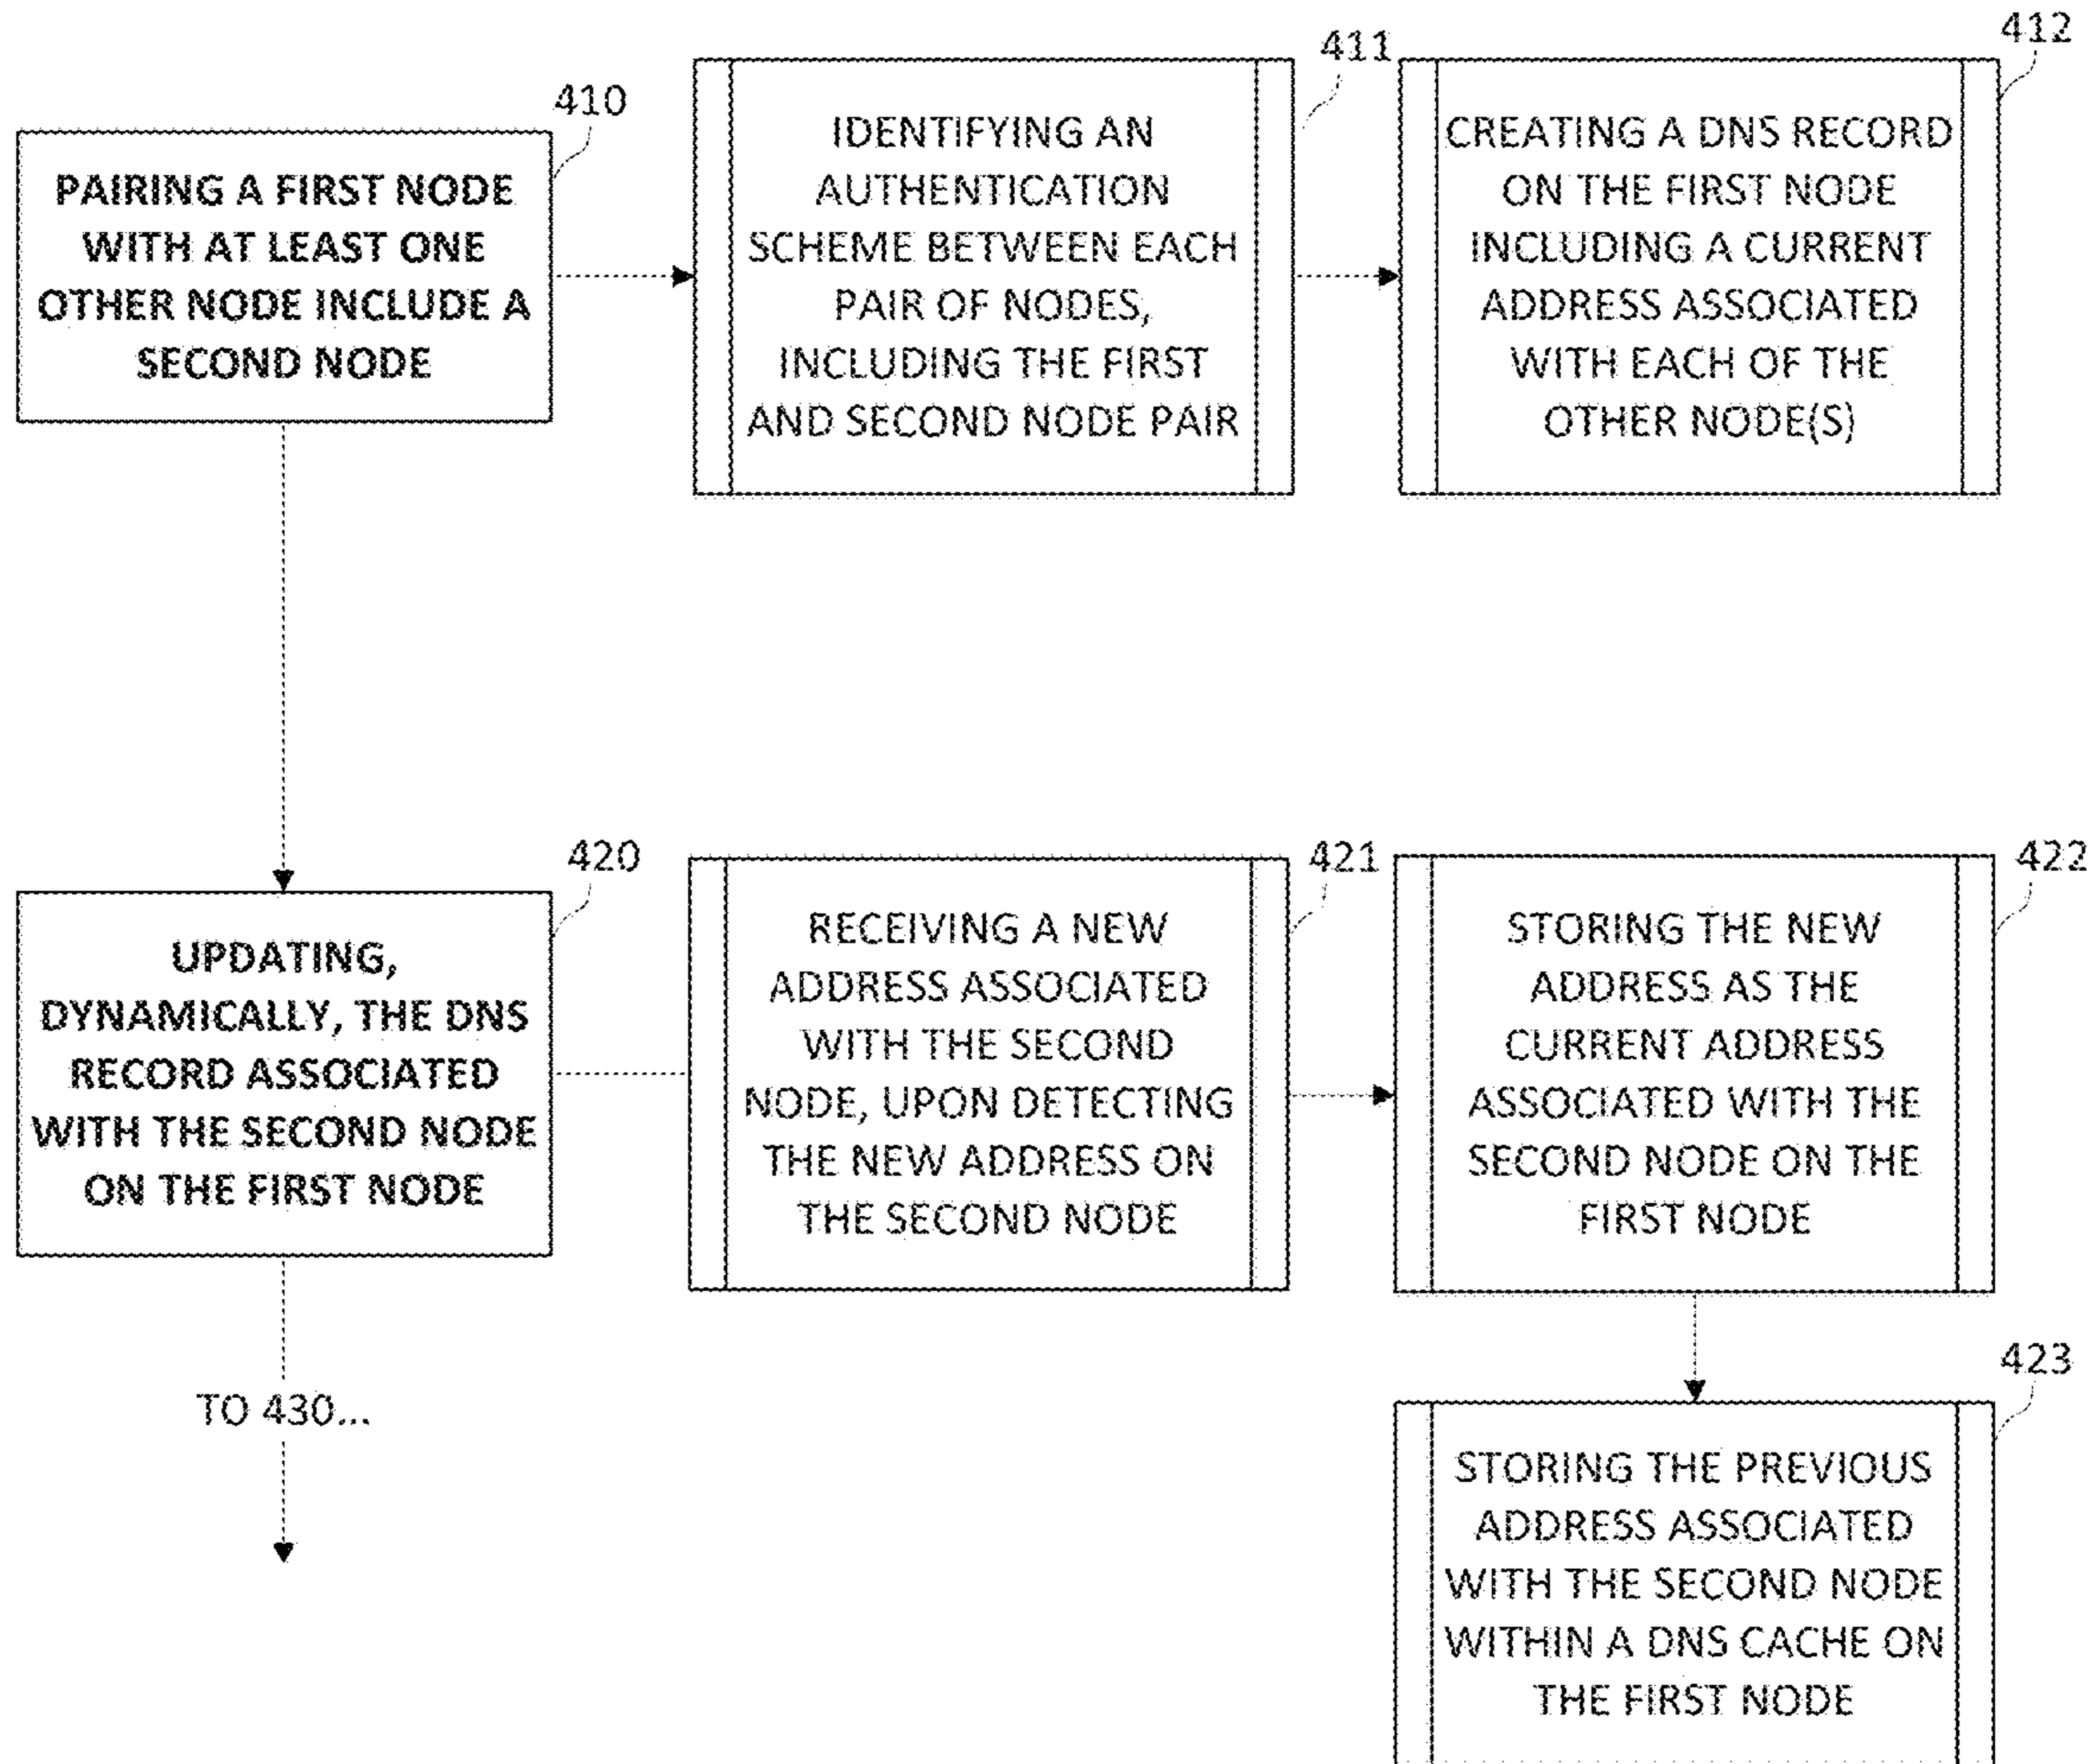 410
PAIRING A FIRST NODE
WITH AT LEAST ONE
OTHER NODE INCLUDE A
SECOND NODE
411
IDENTIFYING AN
AUTHENTICATION
SCHEME BETWEEN EACH
PAIR OF NODES,
INCLUDING THE FIRST
AND SECOND NODE PAIR
412
CREATING A DNS RECORD
ON THE FIRST NODE
INCLUDING A CURRENT
ADDRESS ASSOCIATED
WITH EACH OF THE
OTHER NODE(S)
420
UPDATING,
DYNAMICALLY, THE DNS
RECORD ASSOCIATED
WITH THE SECOND NODE
ON THE FIRST NODE
421
RECEIVING A NEW
ADDRESS ASSOCIATED
WITH THE SECOND
NODE, UPON DETECTING
THE NEW ADDRESS ON
THE SECOND NODE
422
STORING THE NEW
ADDRESS AS THE
CURRENT ADDRESS
ASSOCIATED WITH THE
SECOND NODE ON THE
FIRST NODE
TO 430...
423
STORING THE PREVIOUS
ADDRESS ASSOCIATED
WITH THE SECOND NODE
WITHIN A DNS CACHE ON
THE FIRST NODE